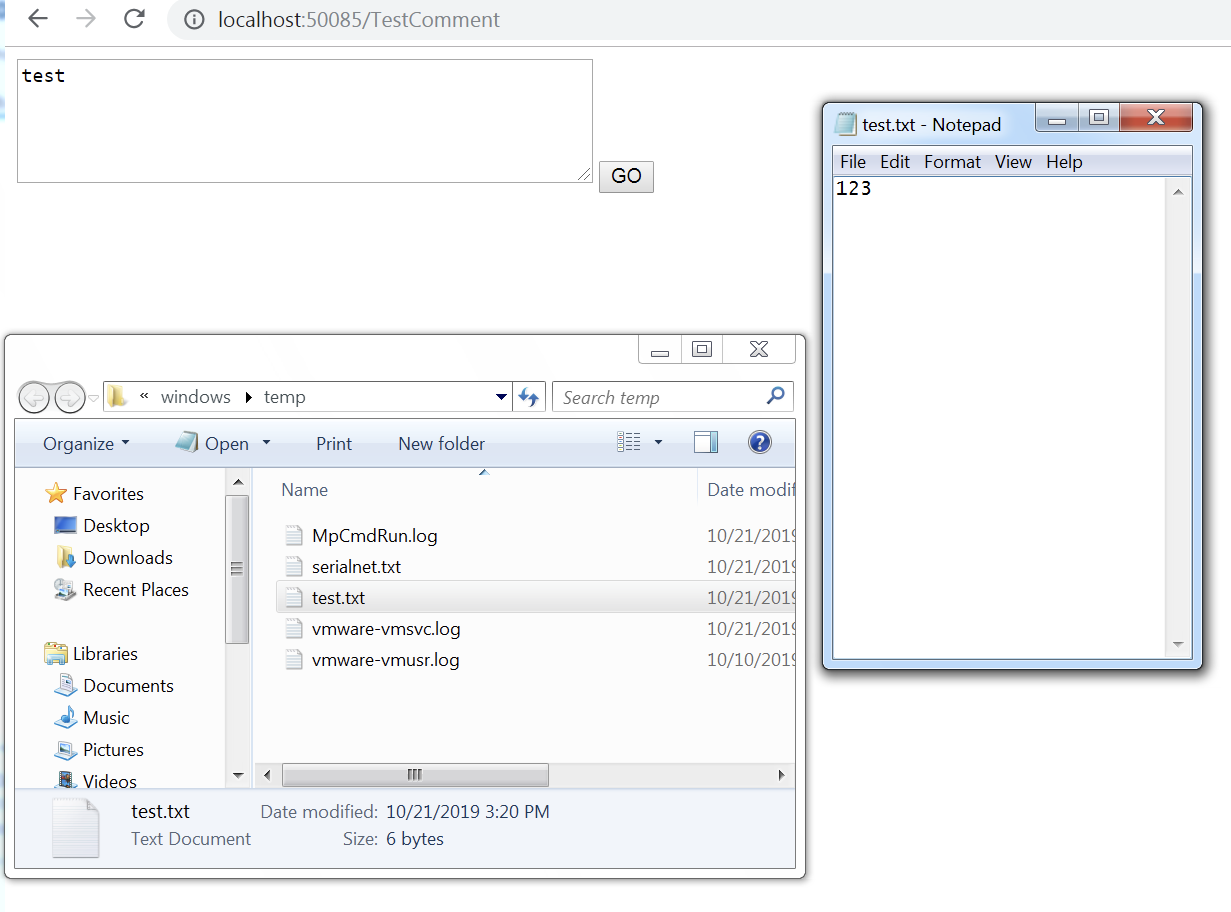 localhost:50085/TestComment
test
GO
test.txt - Notepad
File Edit Format View Help
123
« windows temp
Search temp
Organize Open Print New folder
Name Date modif
Favorites
Desktop
Downloads
Recent Places
Libraries
Documents
Music
Pictures
Videos
MpCmdRun.log 10/21/2019
serialnet.txt 10/21/2019
test.txt 10/21/2019
vmware-vmsvc.log 10/21/2019
vmware-vmusr.log 10/10/2019
test.txt Date modified: 10/21/2019 3:20 PM
Text Document Size: 6 bytes